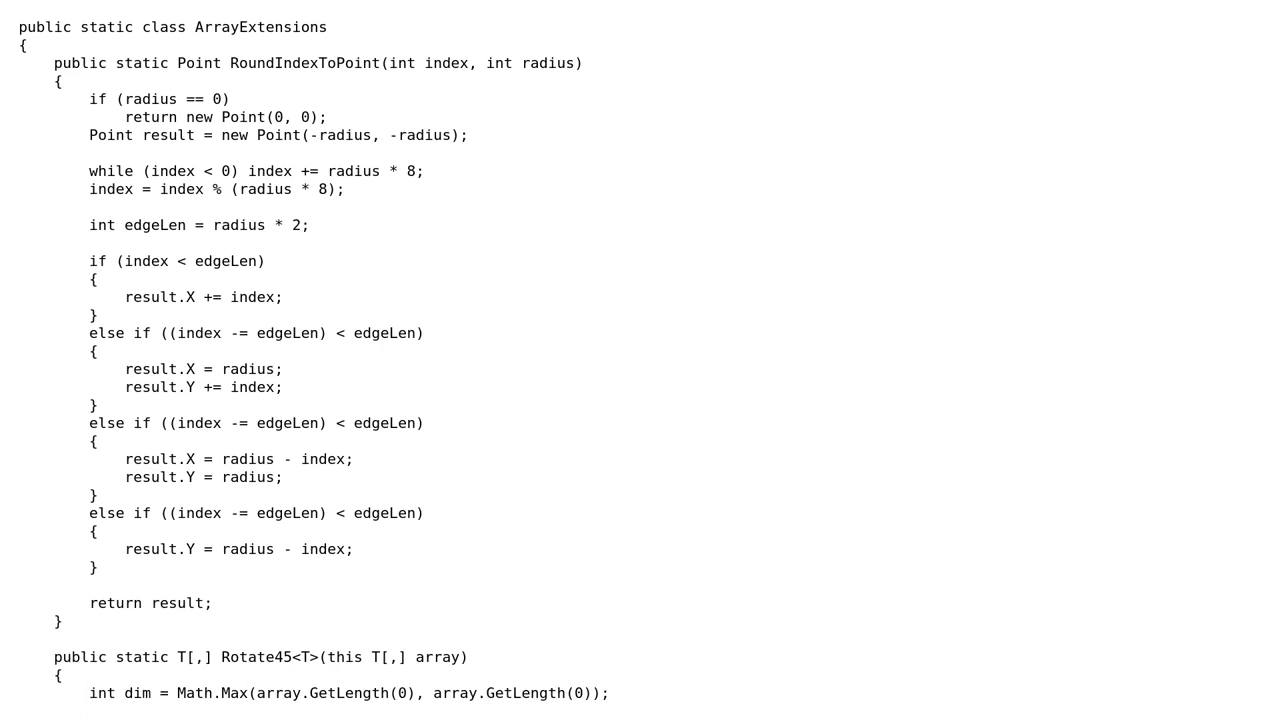 public static class ArrayExtensions
{
    public static Point RoundIndexToPoint(int index, int radius)
    {
        if (radius == 0)
            return new Point(0, 0);
        Point result = new Point(-radius, -radius);

        while (index < 0) index += radius * 8;
        index = index % (radius * 8);

        int edgeLen = radius * 2;

        if (index < edgeLen)
        {
            result.X += index;
        }
        else if ((index -= edgeLen) < edgeLen)
        {
            result.X = radius;
            result.Y += index;
        }
        else if ((index -= edgeLen) < edgeLen)
        {
            result.X = radius - index;
            result.Y = radius;
        }
        else if ((index -= edgeLen) < edgeLen)
        {
            result.Y = radius - index;
        }

        return result;
    }

    public static T[,] Rotate45<T>(this T[,] array)
    {
        int dim = Math.Max(array.GetLength(0), array.GetLength(0));